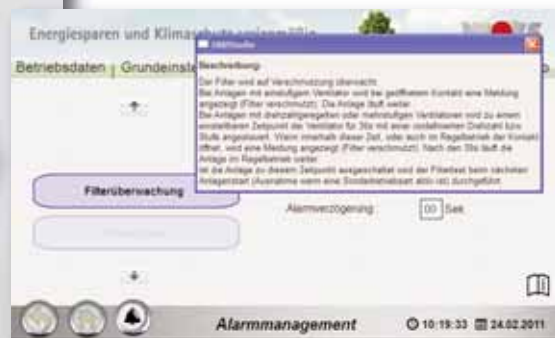 Energiesparen und Klimaschutz serienmäßig
Betriebsdaten | Grundeinste
Beschreibung:
Der Filter wird auf Verschmutzung überwacht.
Bei Anlagen mit einstufigem Ventilator wird bei geöffnetem Kontakt eine Meldung
angezeigt (Filter verschmutzt). Die Anlage läuft weiter.
Bei Anlagen mit drehzahlgeregelten oder mehrstufigen Ventilatoren wird zu einem
einstellbaren Zeitpunkt der Ventilator für 30s mit einer vordefinierten Drehzahl bzw.
Stufe angesteuert. Wenn innerhalb dieser Zeit, oder auch im Regelbetrieb der Kontakt
öffnet, wird eine Meldung angezeigt (Filter verschmutzt). Nach den 30s läuft die
Anlage im Regelbetrieb weiter.
Ist die Anlage zu diesem Zeitpunkt ausgeschaltet wird der Filtertest beim nächsten
Anlagenstart (Ausnahme wenn eine Sonderbetriebsart aktiv ist) durchgeführt.
Filterüberwachung
Alarmverzögerung 00 Sek.
Alarmmanagement 10:19:33 24.02.2011